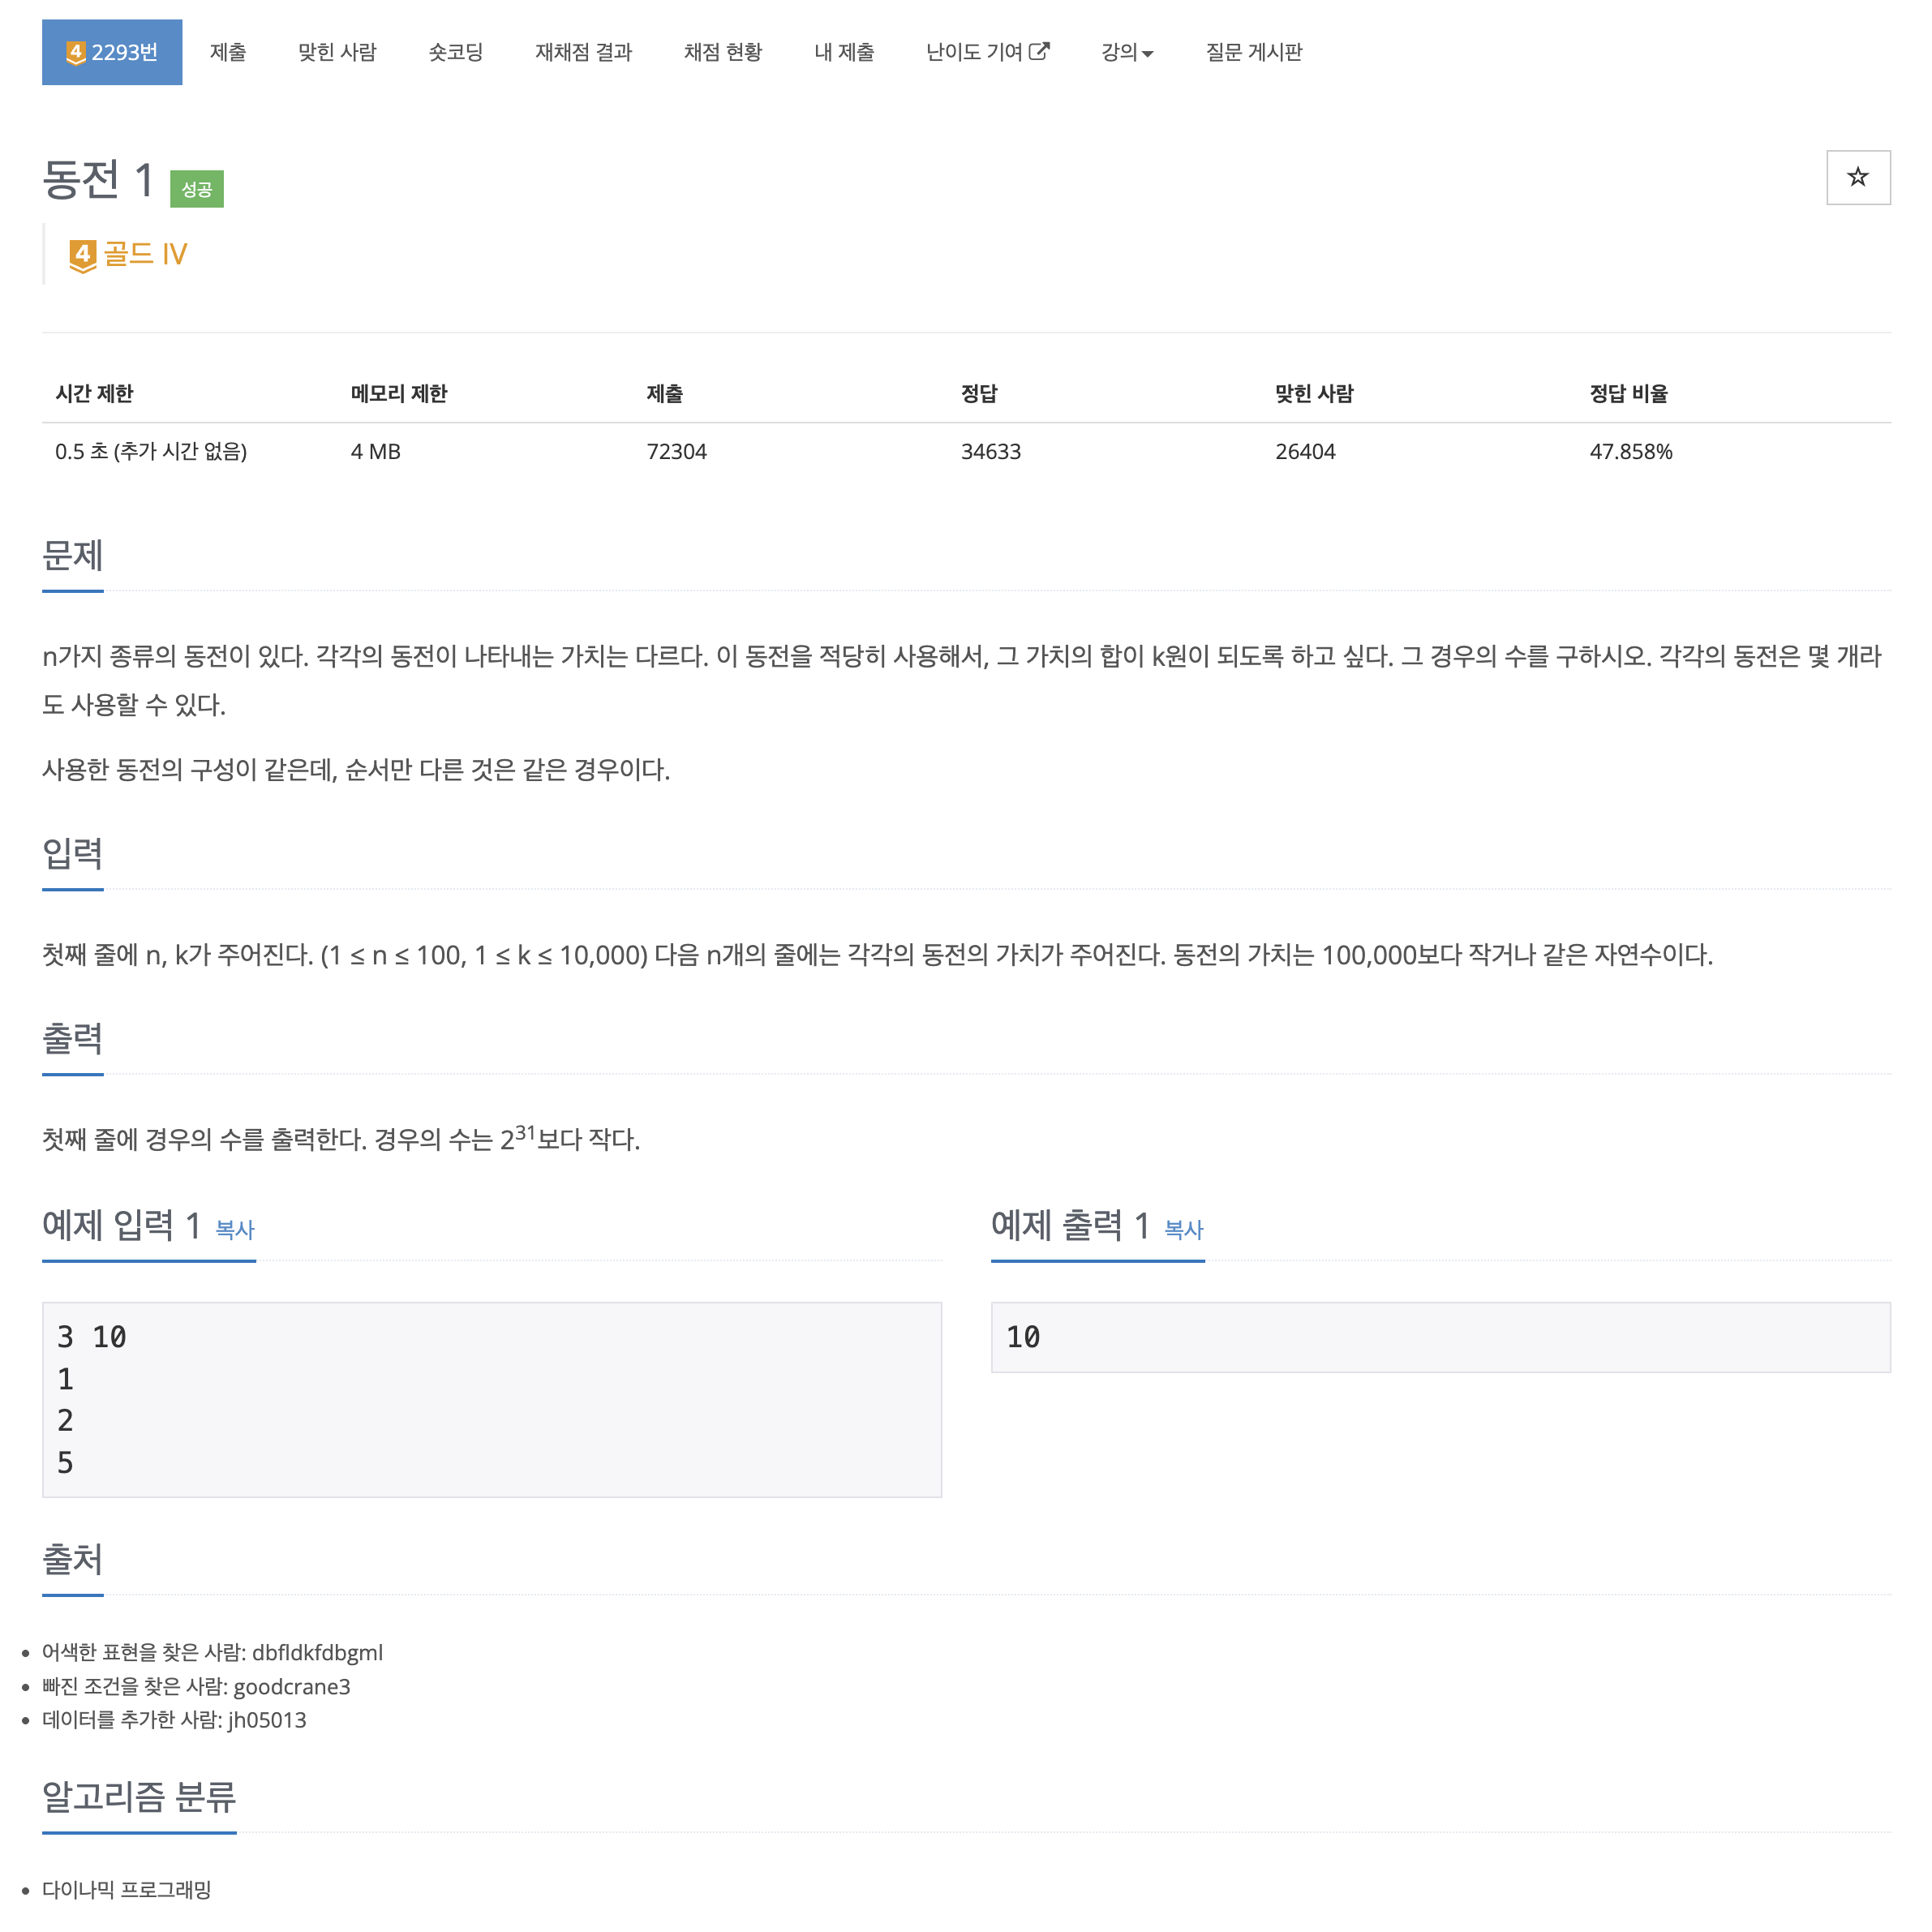 4 2293번 제출 맞힌 사람 숏코딩 재채점 결과 채점 현황 내 제출 난이도 기여 강의 질문 게시판
동전 1 성공
4 골드 IV
시간 제한 메모리 제한 제출 정답 맞힌 사람 정답 비율
0.5 초 (추가 시간 없음) 4 MB 72304 34633 26404 47.858%
문제
n가지 종류의 동전이 있다. 각각의 동전이 나타내는 가치는 다르다. 이 동전을 적당히 사용해서, 그 가치의 합이 k원이 되도록 하고 싶다. 그 경우의 수를 구하시오. 각각의 동전은 몇 개라
도 사용할 수 있다.
사용한 동전의 구성이 같은데, 순서만 다른 것은 같은 경우이다.
입력
첫째 줄에 n, k가 주어진다. (1 ≤ n ≤ 100, 1 ≤ k ≤ 10,000) 다음 n개의 줄에는 각각의 동전의 가치가 주어진다. 동전의 가치는 100,000보다 작거나 같은 자연수이다.
출력
첫째 줄에 경우의 수를 출력한다. 경우의 수는 2³¹보다 작다.
예제 입력 1 복사
3 10
1
2
5
예제 출력 1 복사
10
출처
어색한 표현을 찾은 사람: dbfldkfdbgml
빠진 조건을 찾은 사람: goodcrane3
데이터를 추가한 사람: jh05013
알고리즘 분류
다이나믹 프로그래밍